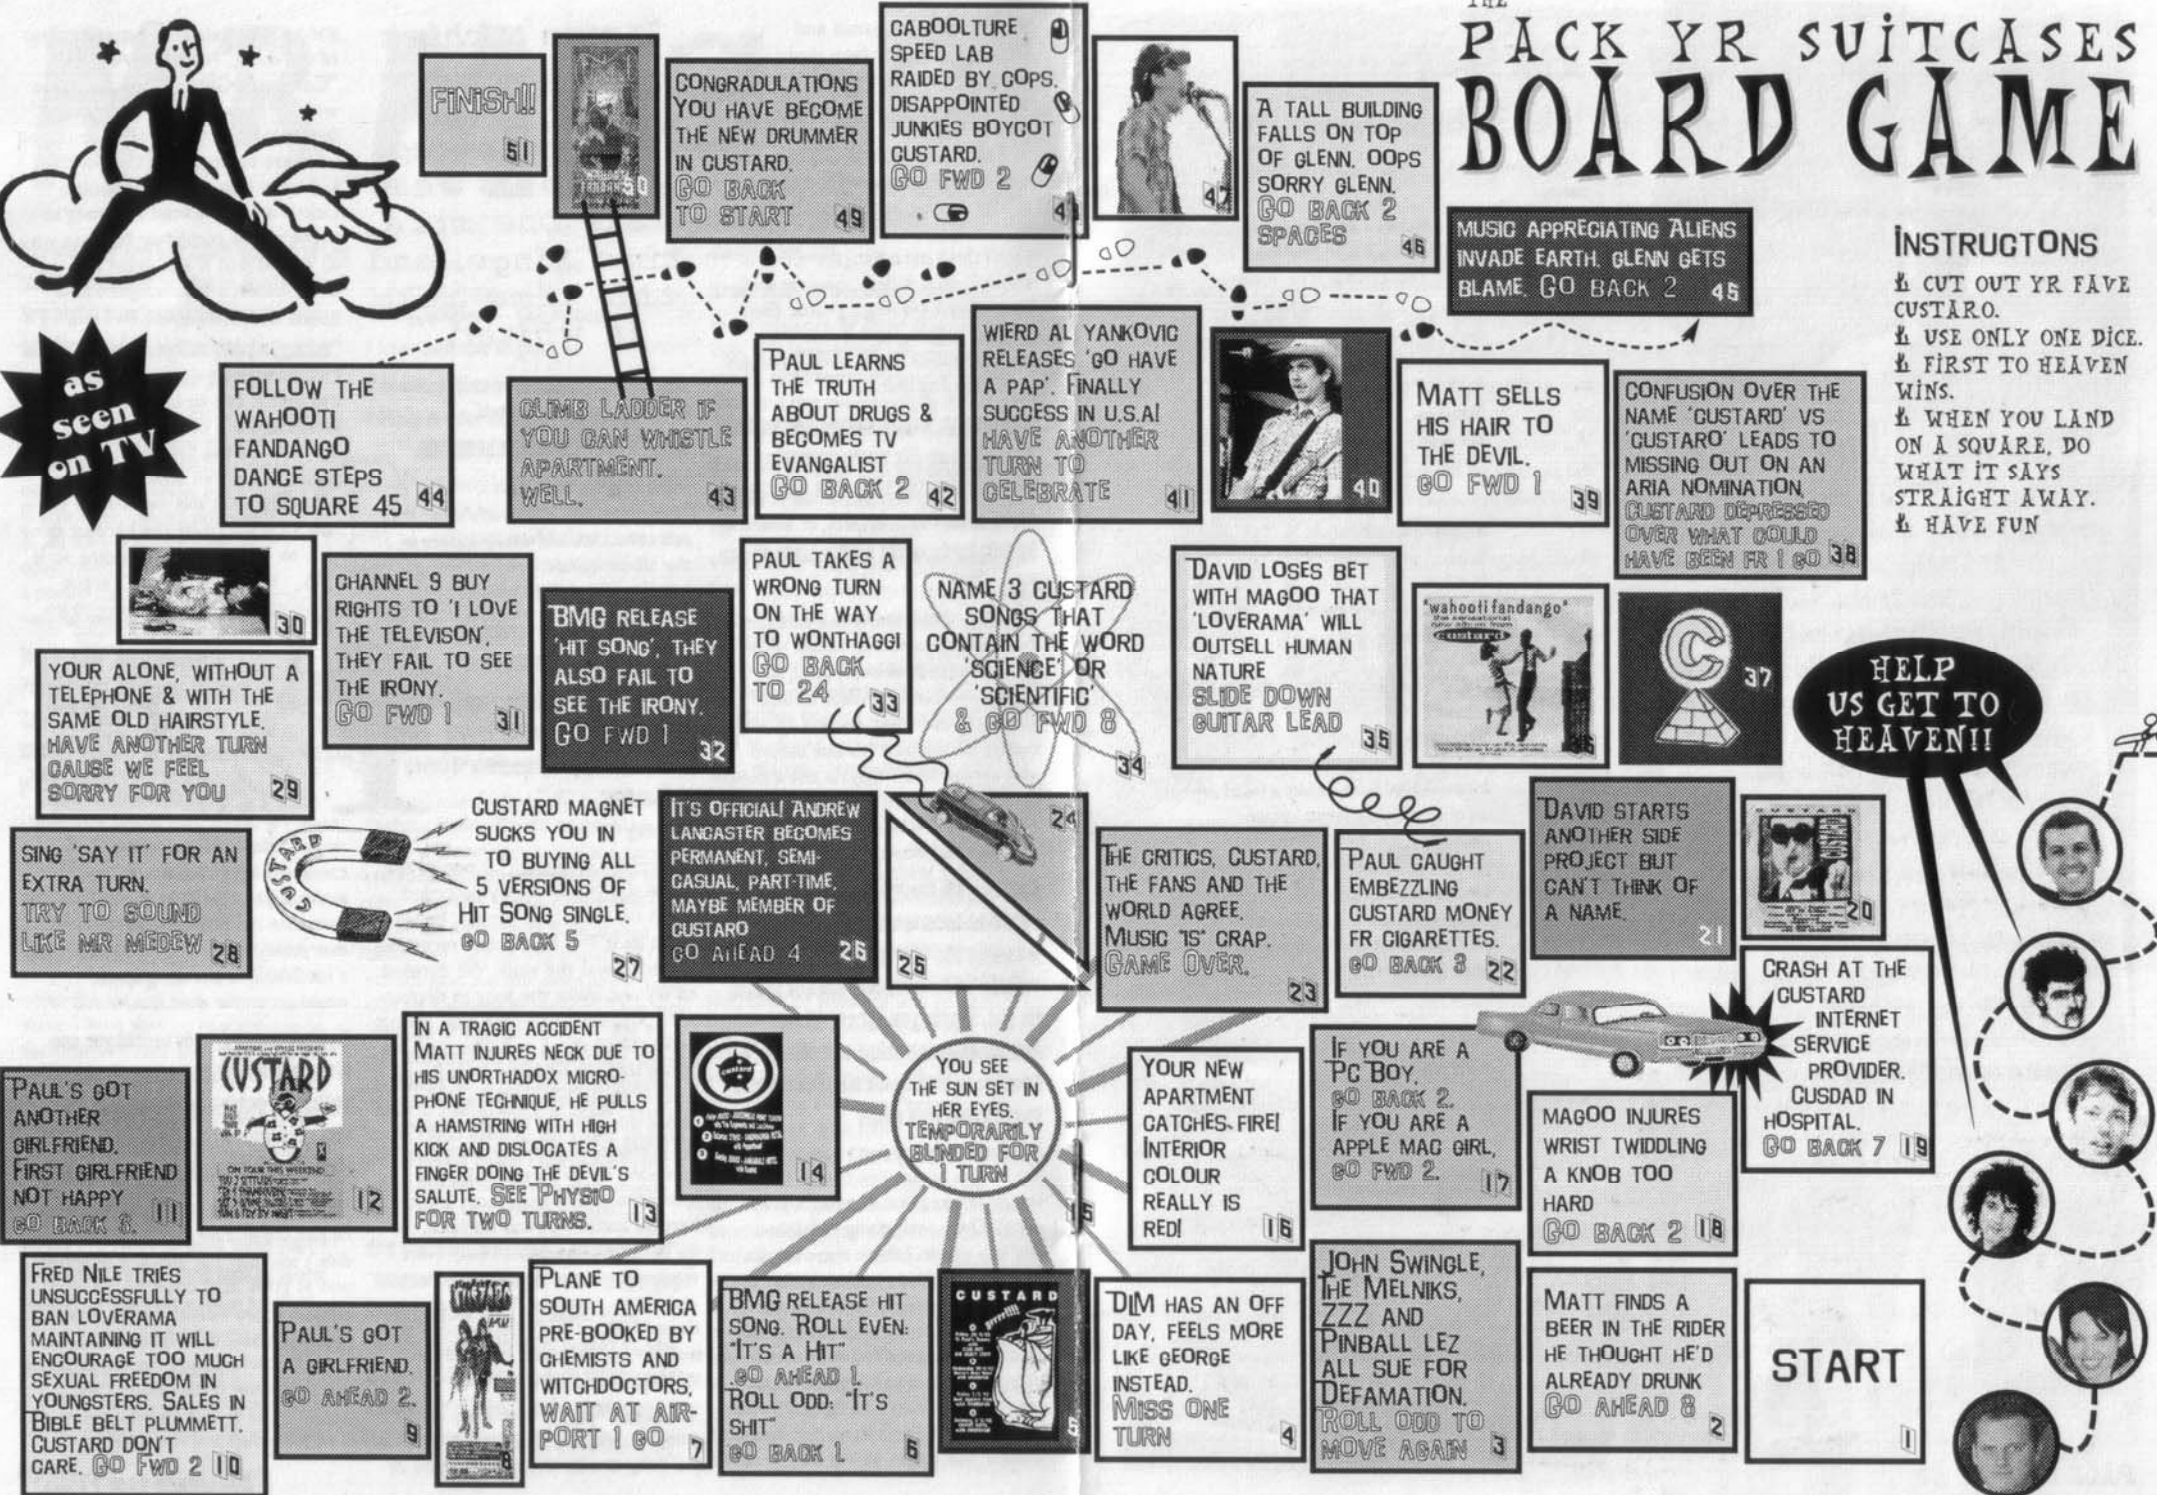 THE
PACK YR SUITCASES
BOARD GAME
INSTRUCTONS
CUT OUT YR FAVE
CUSTARO.
USE ONLY ONE DICE.
FIRST TO HEAVEN
WINS.
WHEN YOU LAND
ON A SQUARE, DO
WHAT IT SAYS
STRAIGHT AWAY.
HAVE FUN
FINISH!!
51
WAHOOTI
FANDANGO
50
CONGRADULATIONS
YOU HAVE BECOME
THE NEW DRUMMER
IN CUSTARD.
GO BACK
TO START
49
CABOOLTURE
SPEED LAB
RAIDED BY COPS.
DISAPPOINTED
JUNKIES BOYCOT
CUSTARD.
GO FWD 2
47
A TALL BUILDING
FALLS ON TOP
OF GLENN. OOPS
SORRY GLENN.
GO BACK 2
SPACES
46
MUSIC APPRECIATING ALIENS
INVADE EARTH. GLENN GETS
BLAME. GO BACK 2
45
as
seen
on TV
FOLLOW THE
WAHOOTI
FANDANGO
DANCE STEPS
TO SQUARE 45
44
CLIMB LADDER IF
YOU CAN WHISTLE
APARTMENT.
WELL.
43
PAUL LEARNS
THE TRUTH
ABOUT DRUGS &
BECOMES TV
EVANGALIST
GO BACK 2
42
WIERD AL YANKOVIC
RELEASES 'GO HAVE
A PAP'. FINALLY
SUCCESS IN U.S.A!
HAVE ANOTHER
TURN TO
CELEBRATE
41
40
MATT SELLS
HIS HAIR TO
THE DEVIL.
GO FWD 1
39
CONFUSION OVER THE
NAME 'CUSTARD' VS
'CUSTARO' LEADS TO
MISSING OUT ON AN
ARIA NOMINATION,
CUSTARD DEPRESSED
OVER WHAT COULD
HAVE BEEN FR 1 GO
38
30
YOUR ALONE, WITHOUT A
TELEPHONE & WITH THE
SAME OLD HAIRSTYLE,
HAVE ANOTHER TURN
CAUSE WE FEEL
SORRY FOR YOU
29
CHANNEL 9 BUY
RIGHTS TO 'I LOVE
THE TELEVISON',
THEY FAIL TO SEE
THE IRONY.
GO FWD 1
31
BMG RELEASE
'HIT SONG', THEY
ALSO FAIL TO
SEE THE IRONY.
GO FWD 1
32
PAUL TAKES A
WRONG TURN
ON THE WAY
TO WONTHAGGI
GO BACK
TO 24
33
NAME 3 CUSTARD
SONGS THAT
CONTAIN THE WORD
'SCIENCE' OR
'SCIENTIFIC'
& GO FWD 8
34
DAVID LOSES BET
WITH MAGOO THAT
'LOVERAMA' WILL
OUTSELL HUMAN
NATURE
SLIDE DOWN
GUITAR LEAD
35
"wahooti fandango"
the sensational
new album from
custard
36
C
37
HELP
US GET TO
HEAVEN!!
SING 'SAY IT' FOR AN
EXTRA TURN.
TRY TO SOUND
LIKE MR MEDEW
28
CUSTARD
CUSTARD MAGNET
SUCKS YOU IN
TO BUYING ALL
5 VERSIONS OF
HIT SONG SINGLE.
GO BACK 5
27
IT'S OFFICIAL! ANDREW
LANCASTER BECOMES
PERMANENT, SEMI-
CASUAL, PART-TIME,
MAYBE MEMBER OF
CUSTARO
GO AHEAD 4
26
24
25
THE CRITICS, CUSTARD,
THE FANS AND THE
WORLD AGREE,
MUSIC "IS" CRAP.
GAME OVER.
23
PAUL CAUGHT
EMBEZZLING
CUSTARD MONEY
FR CIGARETTES.
GO BACK 3
22
DAVID STARTS
ANOTHER SIDE
PROJECT BUT
CAN'T THINK OF
A NAME.
21
CUSTARD
20
CRASH AT THE
CUSTARD
INTERNET
SERVICE
PROVIDER.
CUSDAD IN
HOSPITAL.
GO BACK 7
19
PAUL'S GOT
ANOTHER
GIRLFRIEND.
FIRST GIRLFRIEND
NOT HAPPY
GO BACK 3.
11
CUSTARD
ON TOUR THIS WEEKEND
12
IN A TRAGIC ACCIDENT
MATT INJURES NECK DUE TO
HIS UNORTHADOX MICRO-
PHONE TECHNIQUE, HE PULLS
A HAMSTRING WITH HIGH
KICK AND DISLOCATES A
FINGER DOING THE DEVIL'S
SALUTE. SEE PHYSIO
FOR TWO TURNS.
13
custard
14
YOU SEE
THE SUN SET IN
HER EYES.
TEMPORARILY
BLINDED FOR
1 TURN
15
YOUR NEW
APARTMENT
CATCHES FIRE!
INTERIOR
COLOUR
REALLY IS
RED!
16
IF YOU ARE A
PC BOY,
GO BACK 2.
IF YOU ARE A
APPLE MAC GIRL,
GO FWD 2.
17
MAGOO INJURES
WRIST TWIDDLING
A KNOB TOO
HARD
GO BACK 2
18
FRED NILE TRIES
UNSUCCESSFULLY TO
BAN LOVERAMA
MAINTAINING IT WILL
ENCOURAGE TOO MUCH
SEXUAL FREEDOM IN
YOUNGSTERS. SALES IN
BIBLE BELT PLUMMETT.
CUSTARD DON'T
CARE. GO FWD 2
10
PAUL'S GOT
A GIRLFRIEND.
GO AHEAD 2.
9
CUSTARD
8
PLANE TO
SOUTH AMERICA
PRE-BOOKED BY
CHEMISTS AND
WITCHDOCTORS,
WAIT AT AIR-
PORT 1 GO
7
BMG RELEASE HIT
SONG. ROLL EVEN:
"IT'S A HIT"
.GO AHEAD 1.
ROLL ODD: "IT'S
SHIT"
GO BACK 1.
6
CUSTARD
5
DLM HAS AN OFF
DAY, FEELS MORE
LIKE GEORGE
INSTEAD.
MISS ONE
TURN
4
JOHN SWINGLE,
THE MELNIKS,
ZZZ AND
PINBALL LEZ
ALL SUE FOR
DEFAMATION.
ROLL ODD TO
MOVE AGAIN
3
MATT FINDS A
BEER IN THE RIDER
HE THOUGHT HE'D
ALREADY DRUNK
GO AHEAD 8
2
START
1